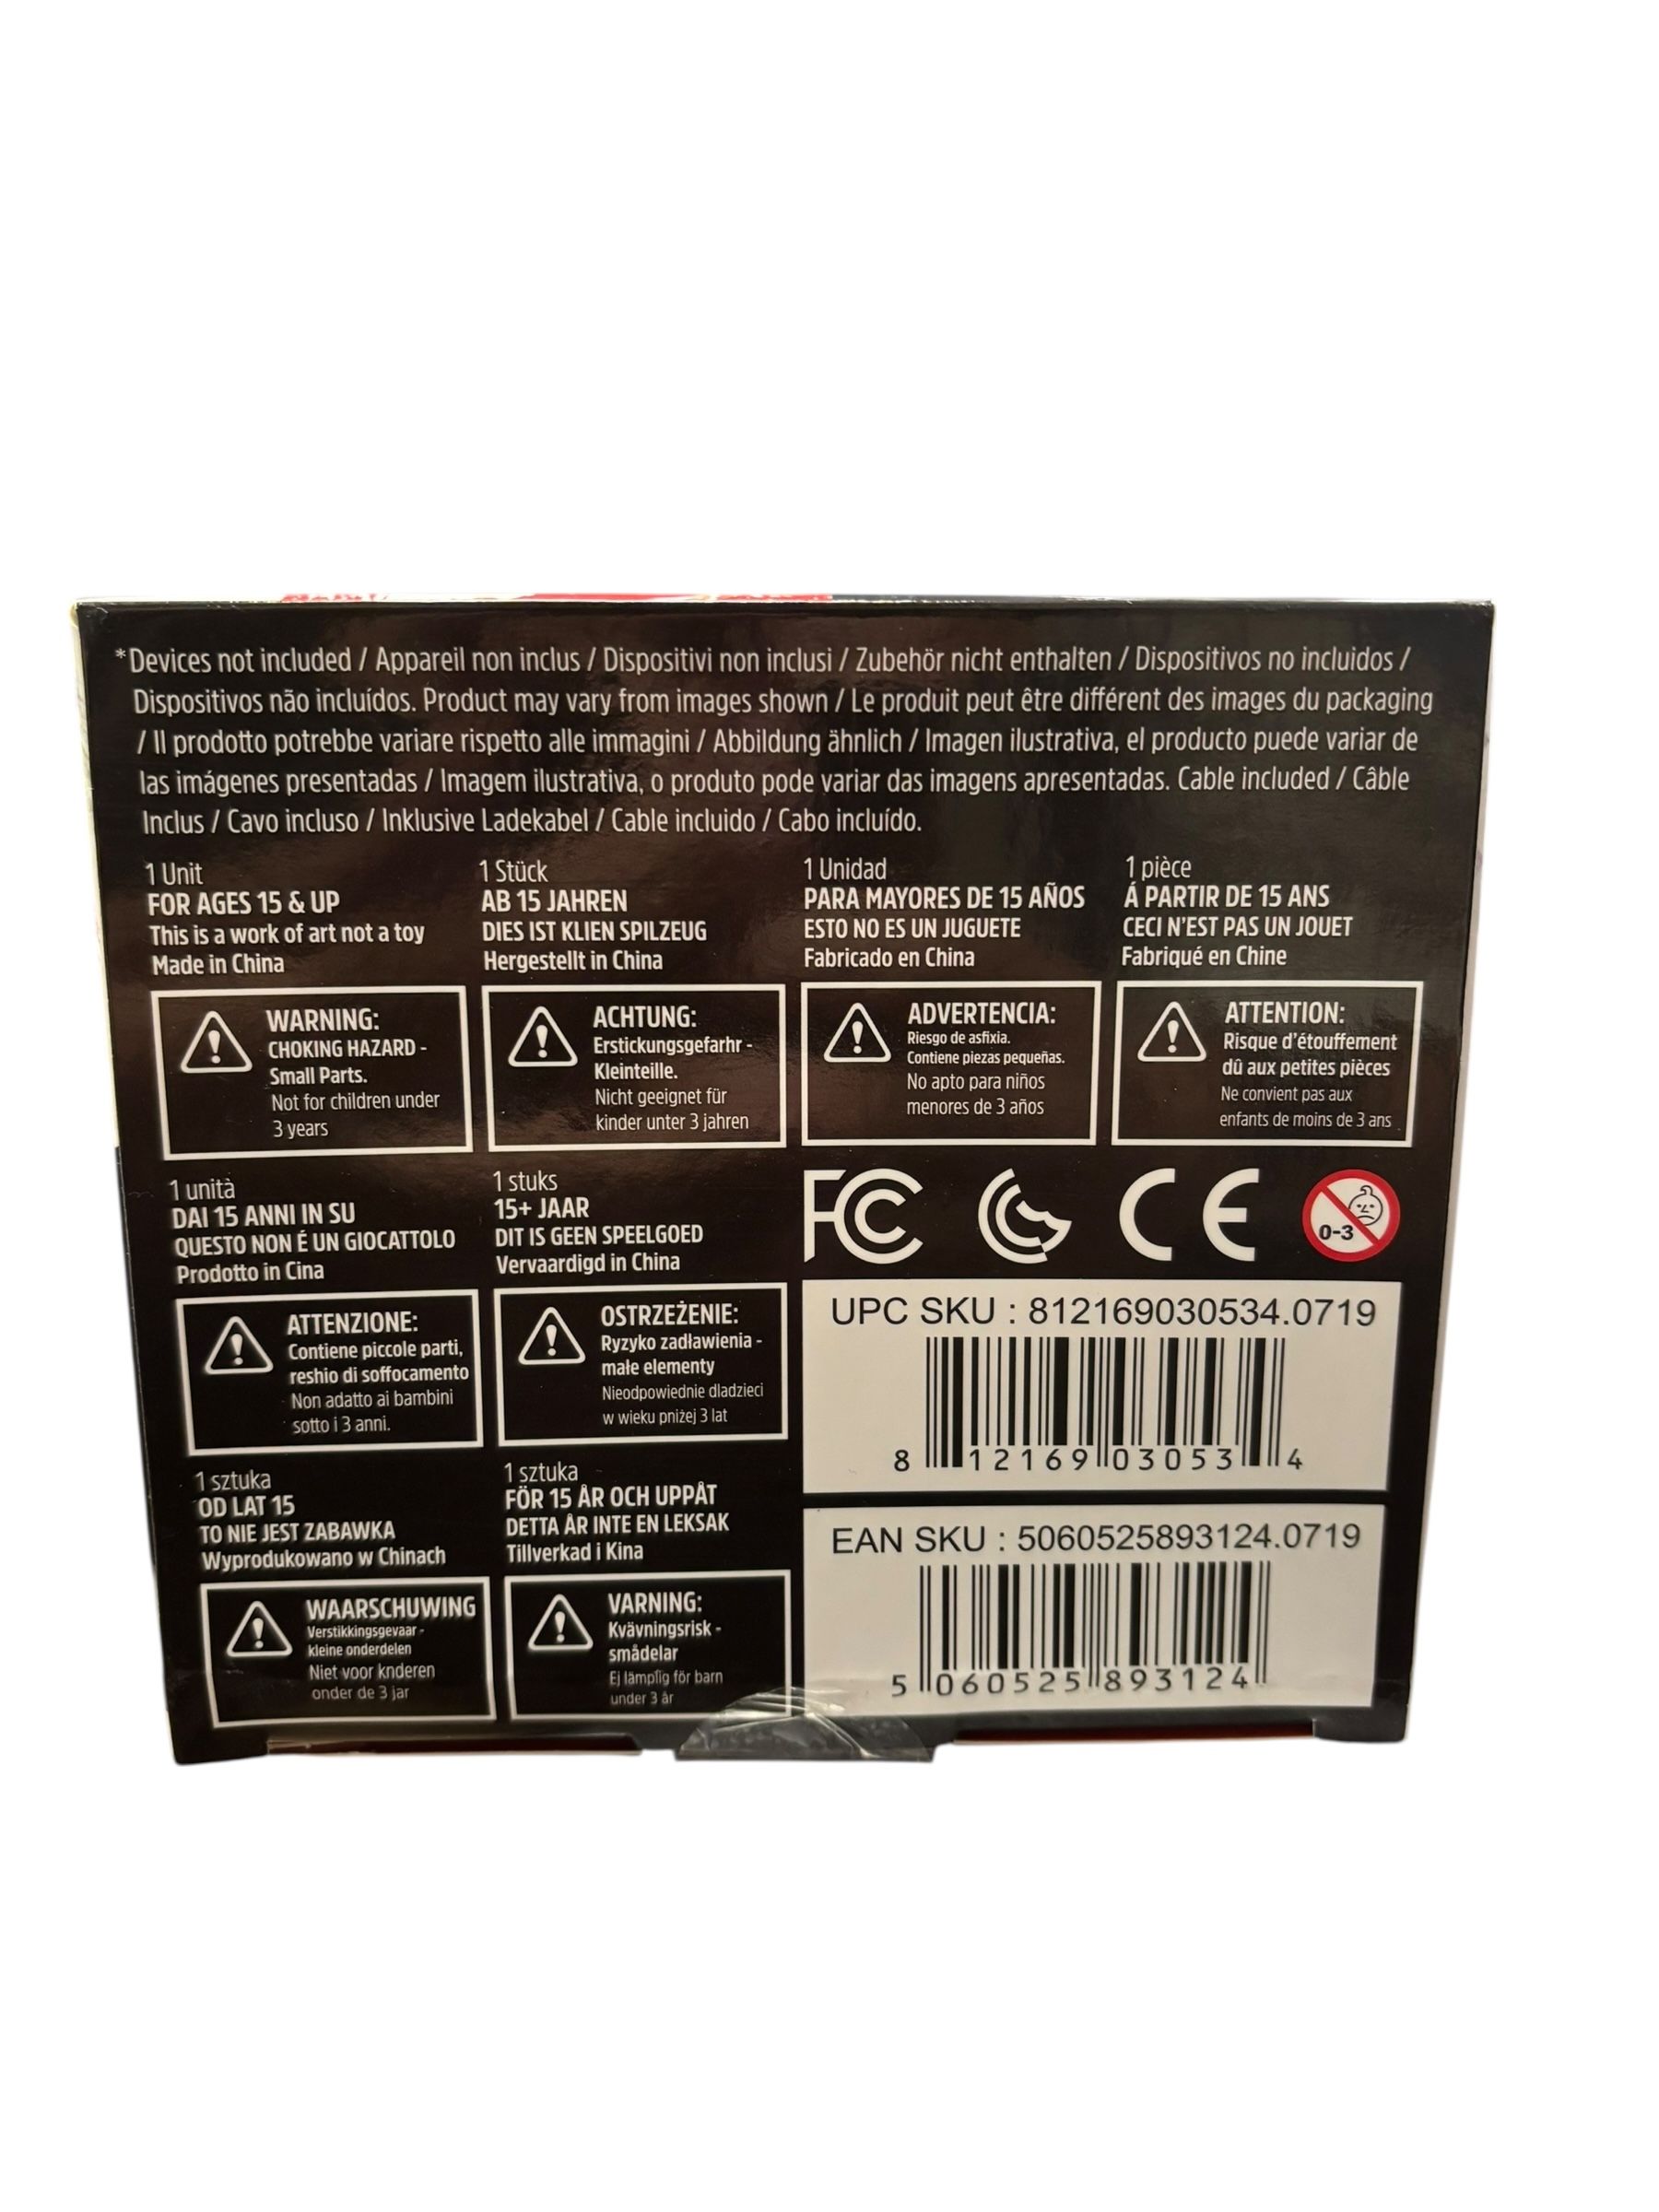 *Devices not included / Appareil non inclus / Dispositivi non inclusi / Zubehör nicht enthalten / Dispositivos no incluidos /
Dispositivos não incluídos. Product may vary from images shown / Le produit peut être différent des images du packaging
/ Il prodotto potrebbe variare rispetto alle immagini / Abbildung ähnlich / Imagen ilustrativa, el producto puede variar de
las imágenes presentadas / Imagem ilustrativa, o produto pode variar das imagens apresentadas. Cable included / Câble
Inclus / Cavo incluso / Inklusive Ladekabel / Cable incluido / Cabo incluído.
1 Unit
FOR AGES 15 & UP
This is a work of art not a toy
Made in China
WARNING:
CHOKING HAZARD -
Small Parts.
Not for children under
3 years
1 Stück
AB 15 JAHREN
DIES IST KLIEN SPILZEUG
Hergestellt in China
ACHTUNG:
Erstickungsgefarhr -
Kleinteille.
Nicht geeignet für
kinder unter 3 jahren
1 Unidad
PARA MAYORES DE 15 AÑOS
ESTO NO ES UN JUGUETE
Fabricado en China
ADVERTENCIA:
Riesgo de asfixia.
Contiene piezas pequeñas.
No apto para niños
menores de 3 años
1 pièce
Á PARTIR DE 15 ANS
CECI N'EST PAS UN JOUET
Fabriqué en Chine
ATTENTION:
Risque d'étouffement
dû aux petites pièces
Ne convient pas aux
enfants de moins de 3 ans
1 unità
DAI 15 ANNI IN SU
QUESTO NON É UN GIOCATTOLO
Prodotto in Cina
ATTENZIONE:
Contiene piccole parti,
reshio di soffocamento
Non adatto ai bambini
sotto i 3 anni.
1 stuks
15+ JAAR
DIT IS GEEN SPEELGOED
Vervaardigd in China
OSTRZEŻENIE:
Ryzyko zadławienia -
małe elementy
Nieodpowiednie dladzieci
w wieku pniżej 3 lat
FC
CE
0-3
1 sztuka
OD LAT 15
TO NIE JEST ZABAWKA
Wyprodukowano w Chinach
WAARSCHUWING
Verstikkingsgevaar -
kleine onderdelen
Niet voor knderen
onder de 3 jar
1 sztuka
FÖR 15 ÅR OCH UPPÅT
DETTA ÄR INTE EN LEKSAK
Tillverkad i Kina
VARNING:
Kvävningsrisk -
smådelar
Ej lämplig för barn
under 3 år
UPC SKU : 812169030534.0719
8 12169 03053 4
EAN SKU : 5060525893124.0719
5 060525 893124